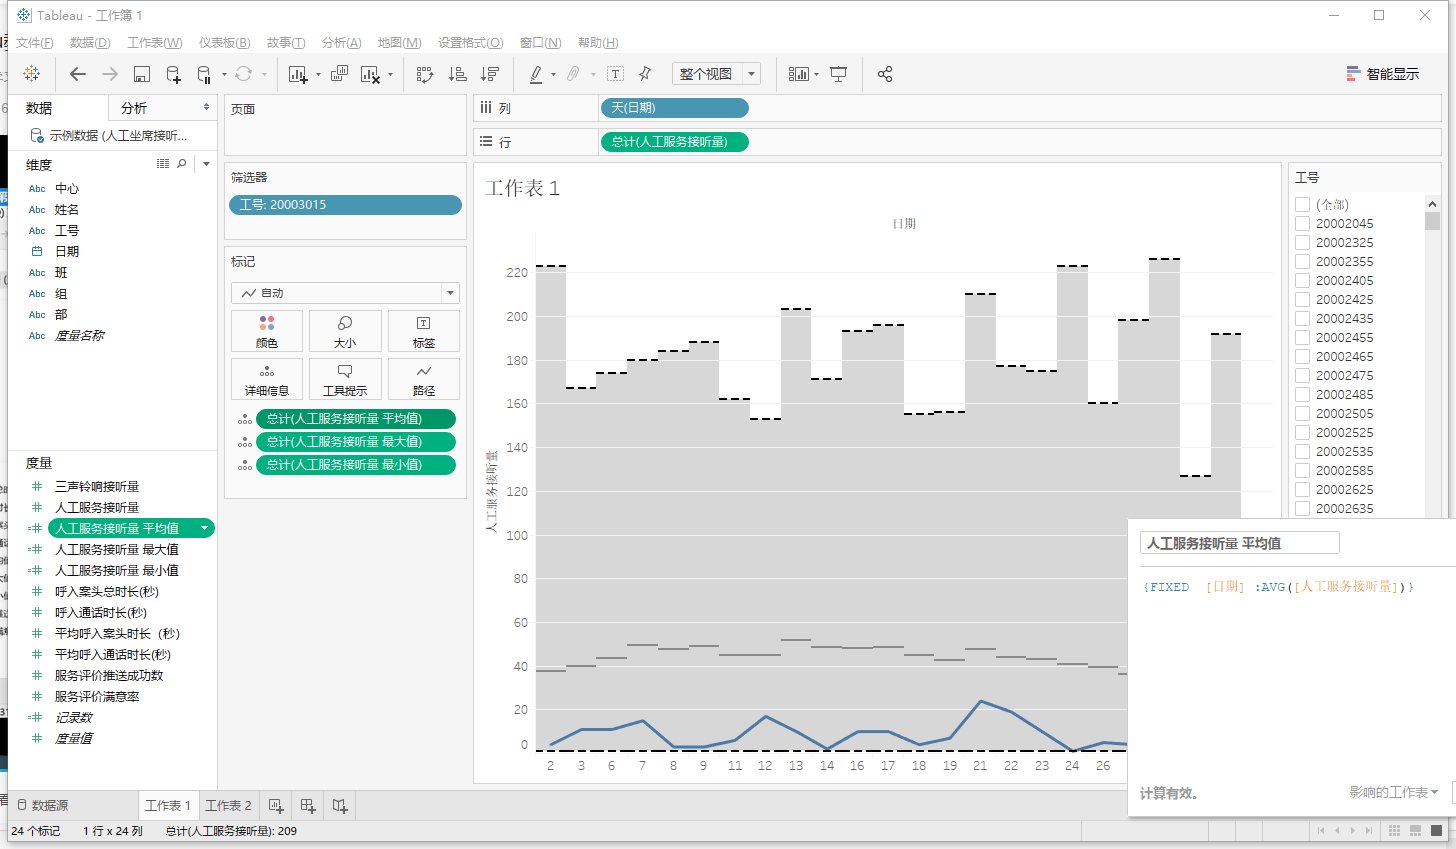 Tableau - 工作簿 1
文件(F) 数据(D) 工作表(W) 仪表板(B) 故事(T) 分析(A) 地图(M) 设置格式(O) 窗口(N) 帮助(H)
整个视图 智能显示
数据 分析
示例数据 (人工坐席接听...
维度
Abc 中心
Abc 姓名
Abc 工号
日期
Abc 班
Abc 组
Abc 部
Abc 度量名称
度量
三声铃响接听量
人工服务接听量
人工服务接听量 平均值
人工服务接听量 最大值
人工服务接听量 最小值
呼入案头总时长(秒)
呼入通话时长(秒)
平均呼入案头时长（秒）
平均呼入通话时长(秒)
服务评价推送成功数
服务评价满意率
记录数
度量值
页面
筛选器
工号: 20003015
标记
自动
颜色 大小 标签
详细信息 工具提示 路径
总计(人工服务接听量 平均值)
总计(人工服务接听量 最大值)
总计(人工服务接听量 最小值)
列 天(日期)
行 总计(人工服务接听量)
工作表 1
日期
人工服务接听量
220
200
180
160
140
120
100
80
60
40
20
0
2 3 6 7 8 9 11 12 13 14 16 17 18 19 21 22 23 24 26
工号
(全部)
20002045
20002325
20002355
20002405
20002425
20002435
20002455
20002465
20002475
20002485
20002505
20002525
20002535
20002585
20002625
20002635
人工服务接听量 平均值
{FIXED [日期] :AVG([人工服务接听量])}
计算有效。 影响的工作表
数据源 工作表 1 工作表 2
24 个标记 1 行 x 24 列 总计(人工服务接听量): 209